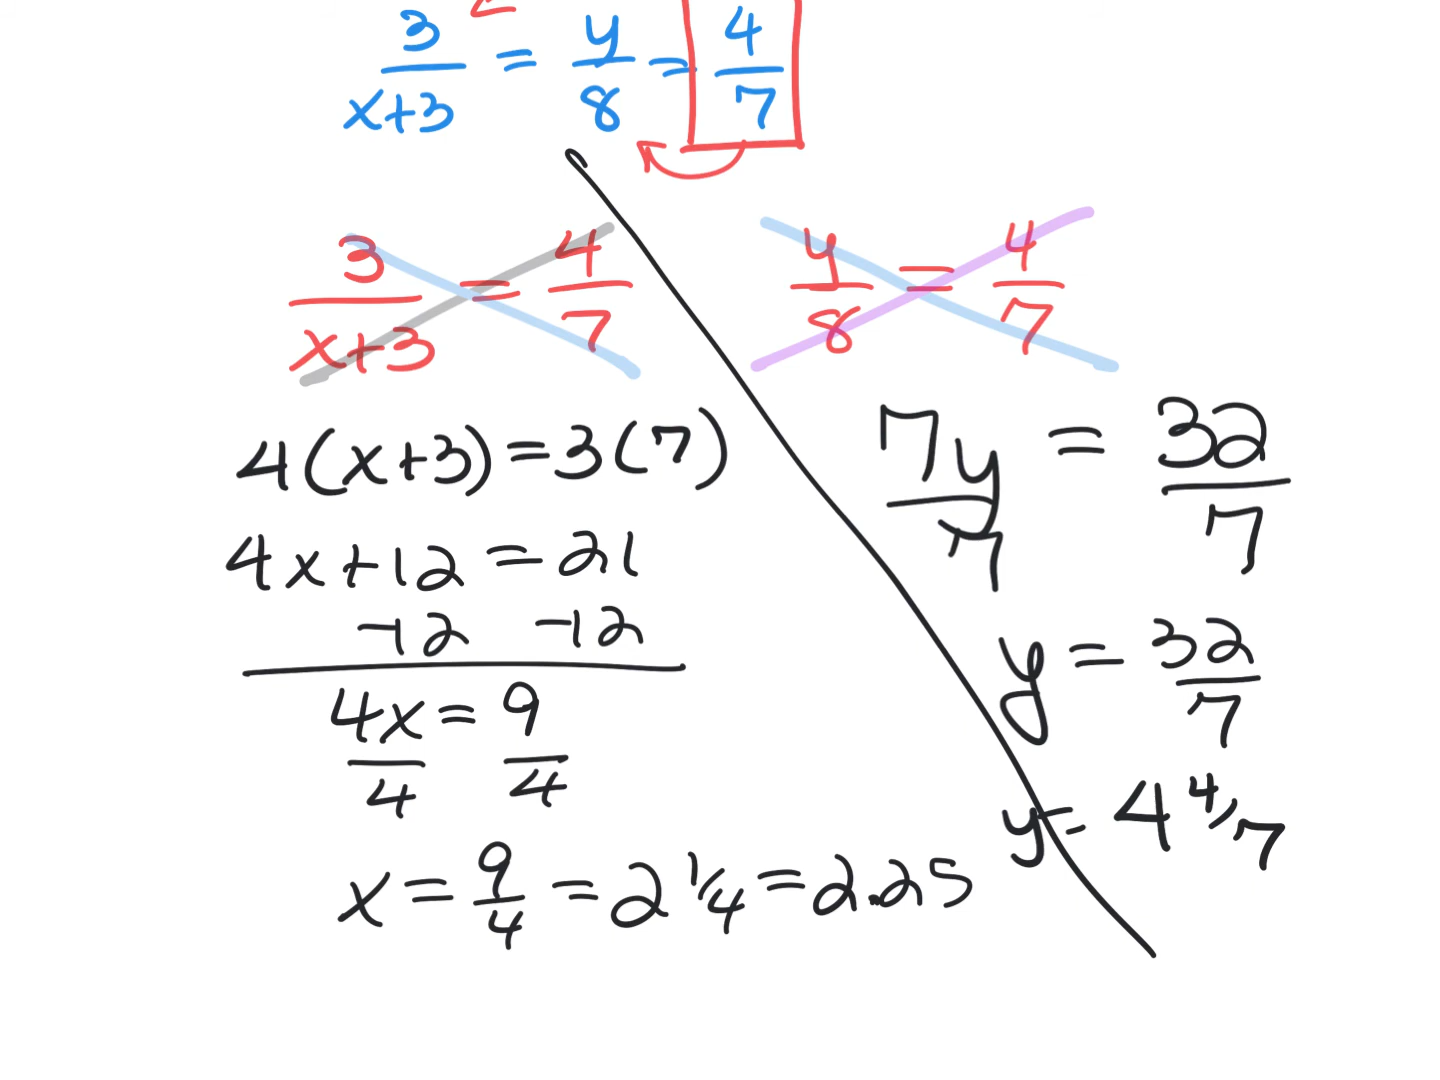 3/(x+3) = y/8 = 4/7
3/(x+3) = 4/7
4(x+3) = 3(7)
4x+12 = 21
-12 -12
4x/4 = 9/4
x = 9/4 = 2 1/4 = 2.25
y/8 = 4/7
7y/7 = 32/7
y = 32/7
y = 4 4/7